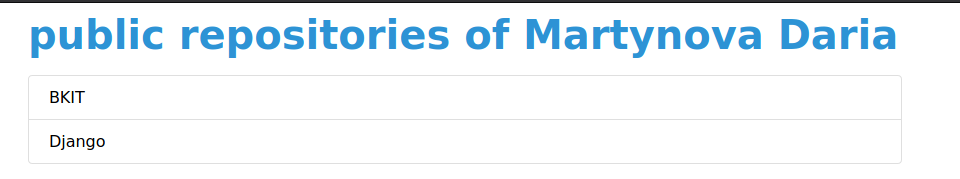 public repositories of Martynova Daria
BKIT
Django